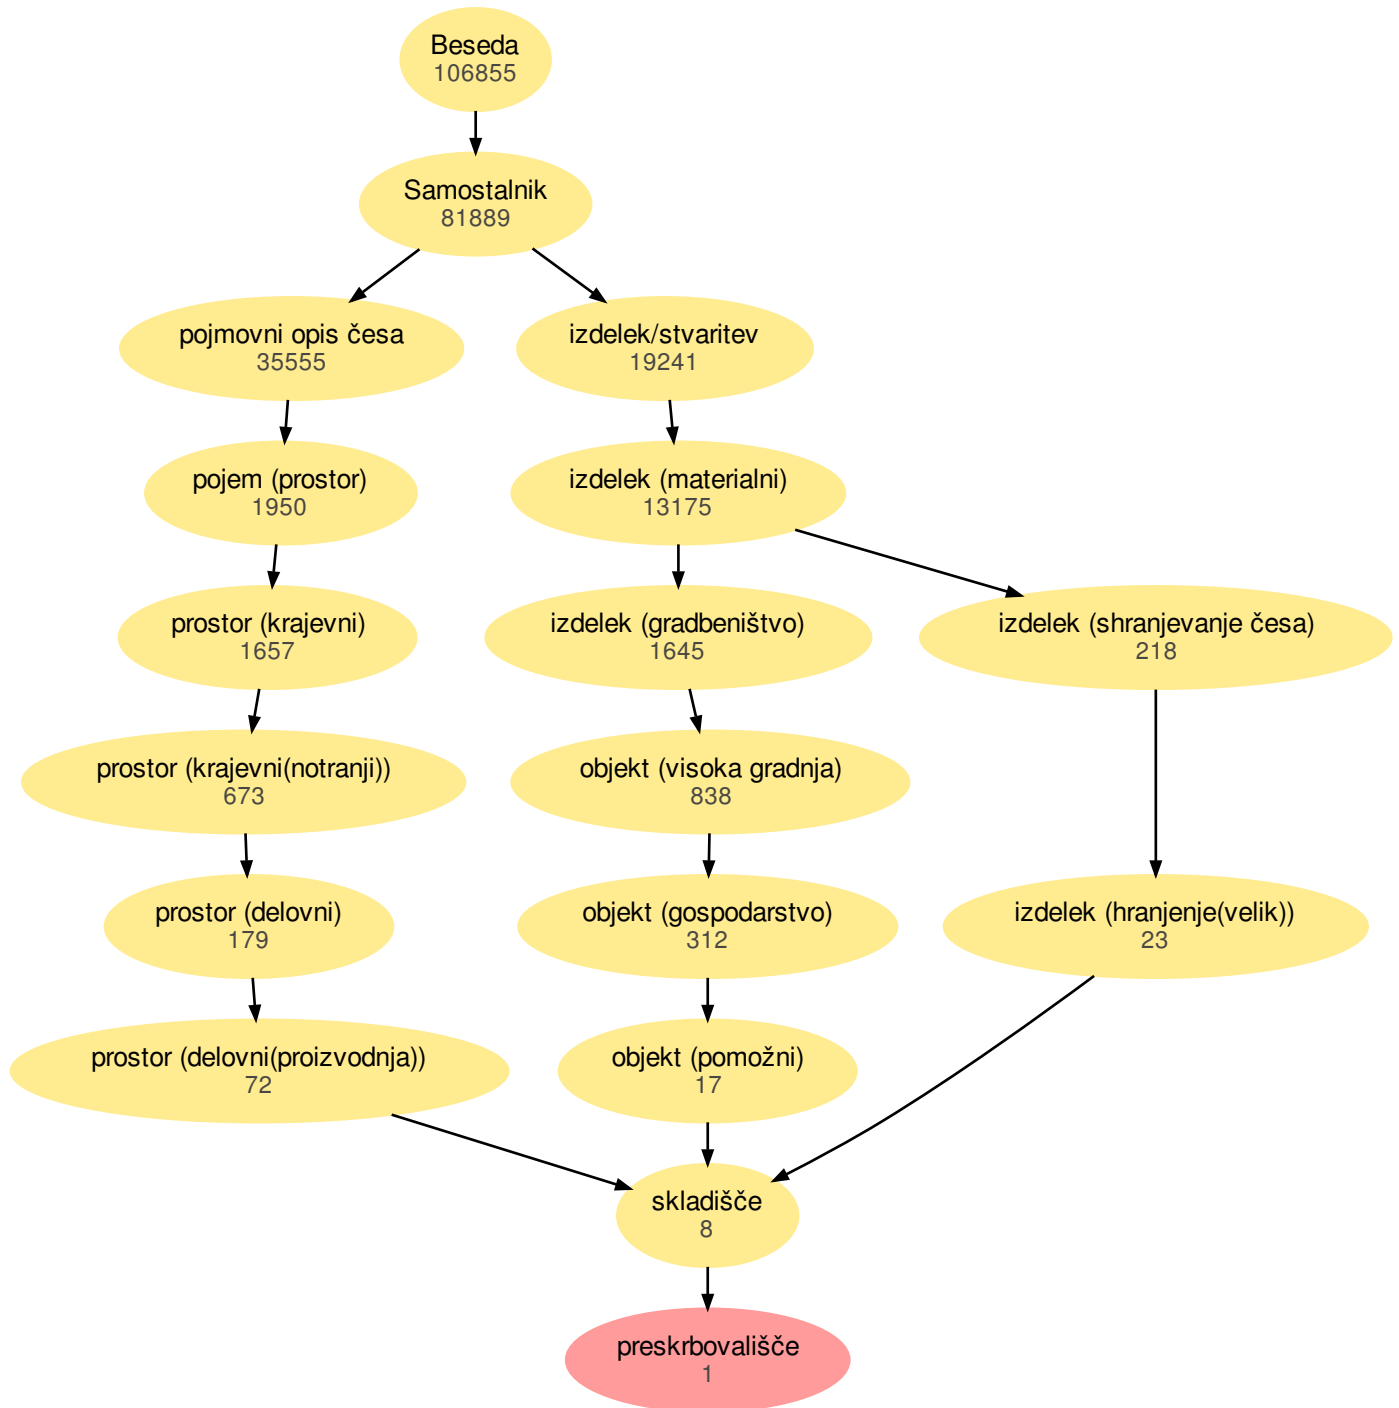 Beseda
106855
Samostalnik
81889
pojmovni opis česa
35555
izdelek/stvaritev
19241
pojem (prostor)
1950
izdelek (materialni)
13175
prostor (krajevni)
1657
izdelek (gradbeništvo)
1645
izdelek (shranjevanje česa)
218
prostor (krajevni(notranji))
673
objekt (visoka gradnja)
838
prostor (delovni)
179
objekt (gospodarstvo)
312
izdelek (hranjenje(velik))
23
prostor (delovni(proizvodnja))
72
objekt (pomožni)
17
skladišče
8
preskrbovališče
1